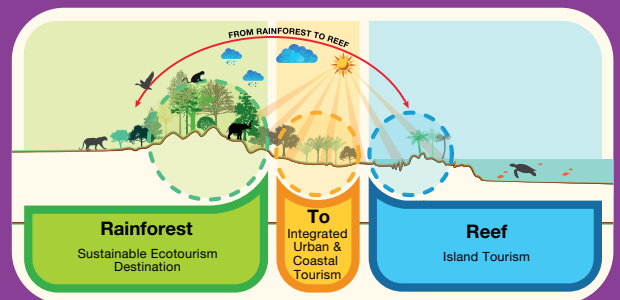 FROM RAINFOREST TO REEF
Rainforest
Sustainable Ecotourism
Destination
To
Integrated
Urban &
Coastal
Tourism
Reef
Island Tourism